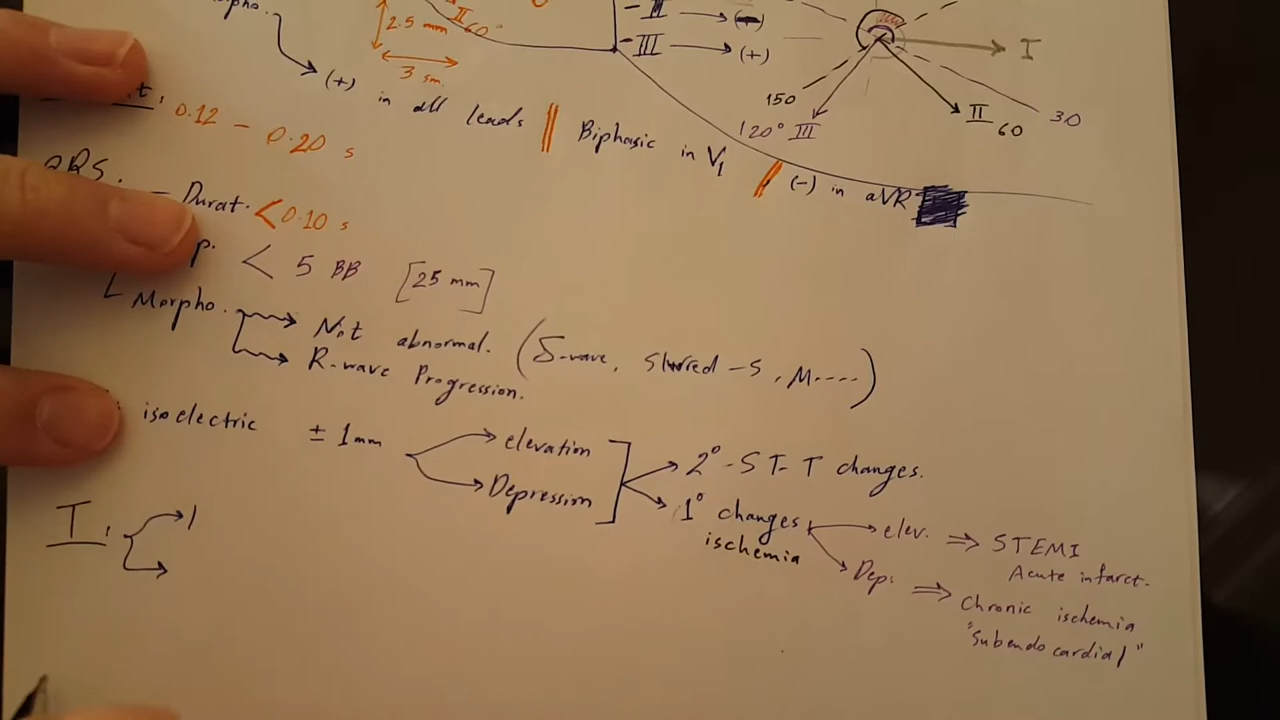 2.5 mm
3 sm.
II 60°
- II → (+)
- III → (+)
I
II 60
30
150
120° III
(+) in all leads || Biphasic in V1 // (-) in aVR
0.12 - 0.20 s
QRS.
- Durat. < 0.10 s
p. < 5 BB [25 mm]
Morpho. Not abnormal. (δ-wave, Slurred -S, M.....)
R-wave Progression.
isoelectric ± 1mm
elevation
Depression
2° - ST- T changes.
1° changes
ischemia
elev. ⇒ STEMI
Acute infarct.
Dep. ⇒ Chronic ischemia
"Subendocardial"
T.